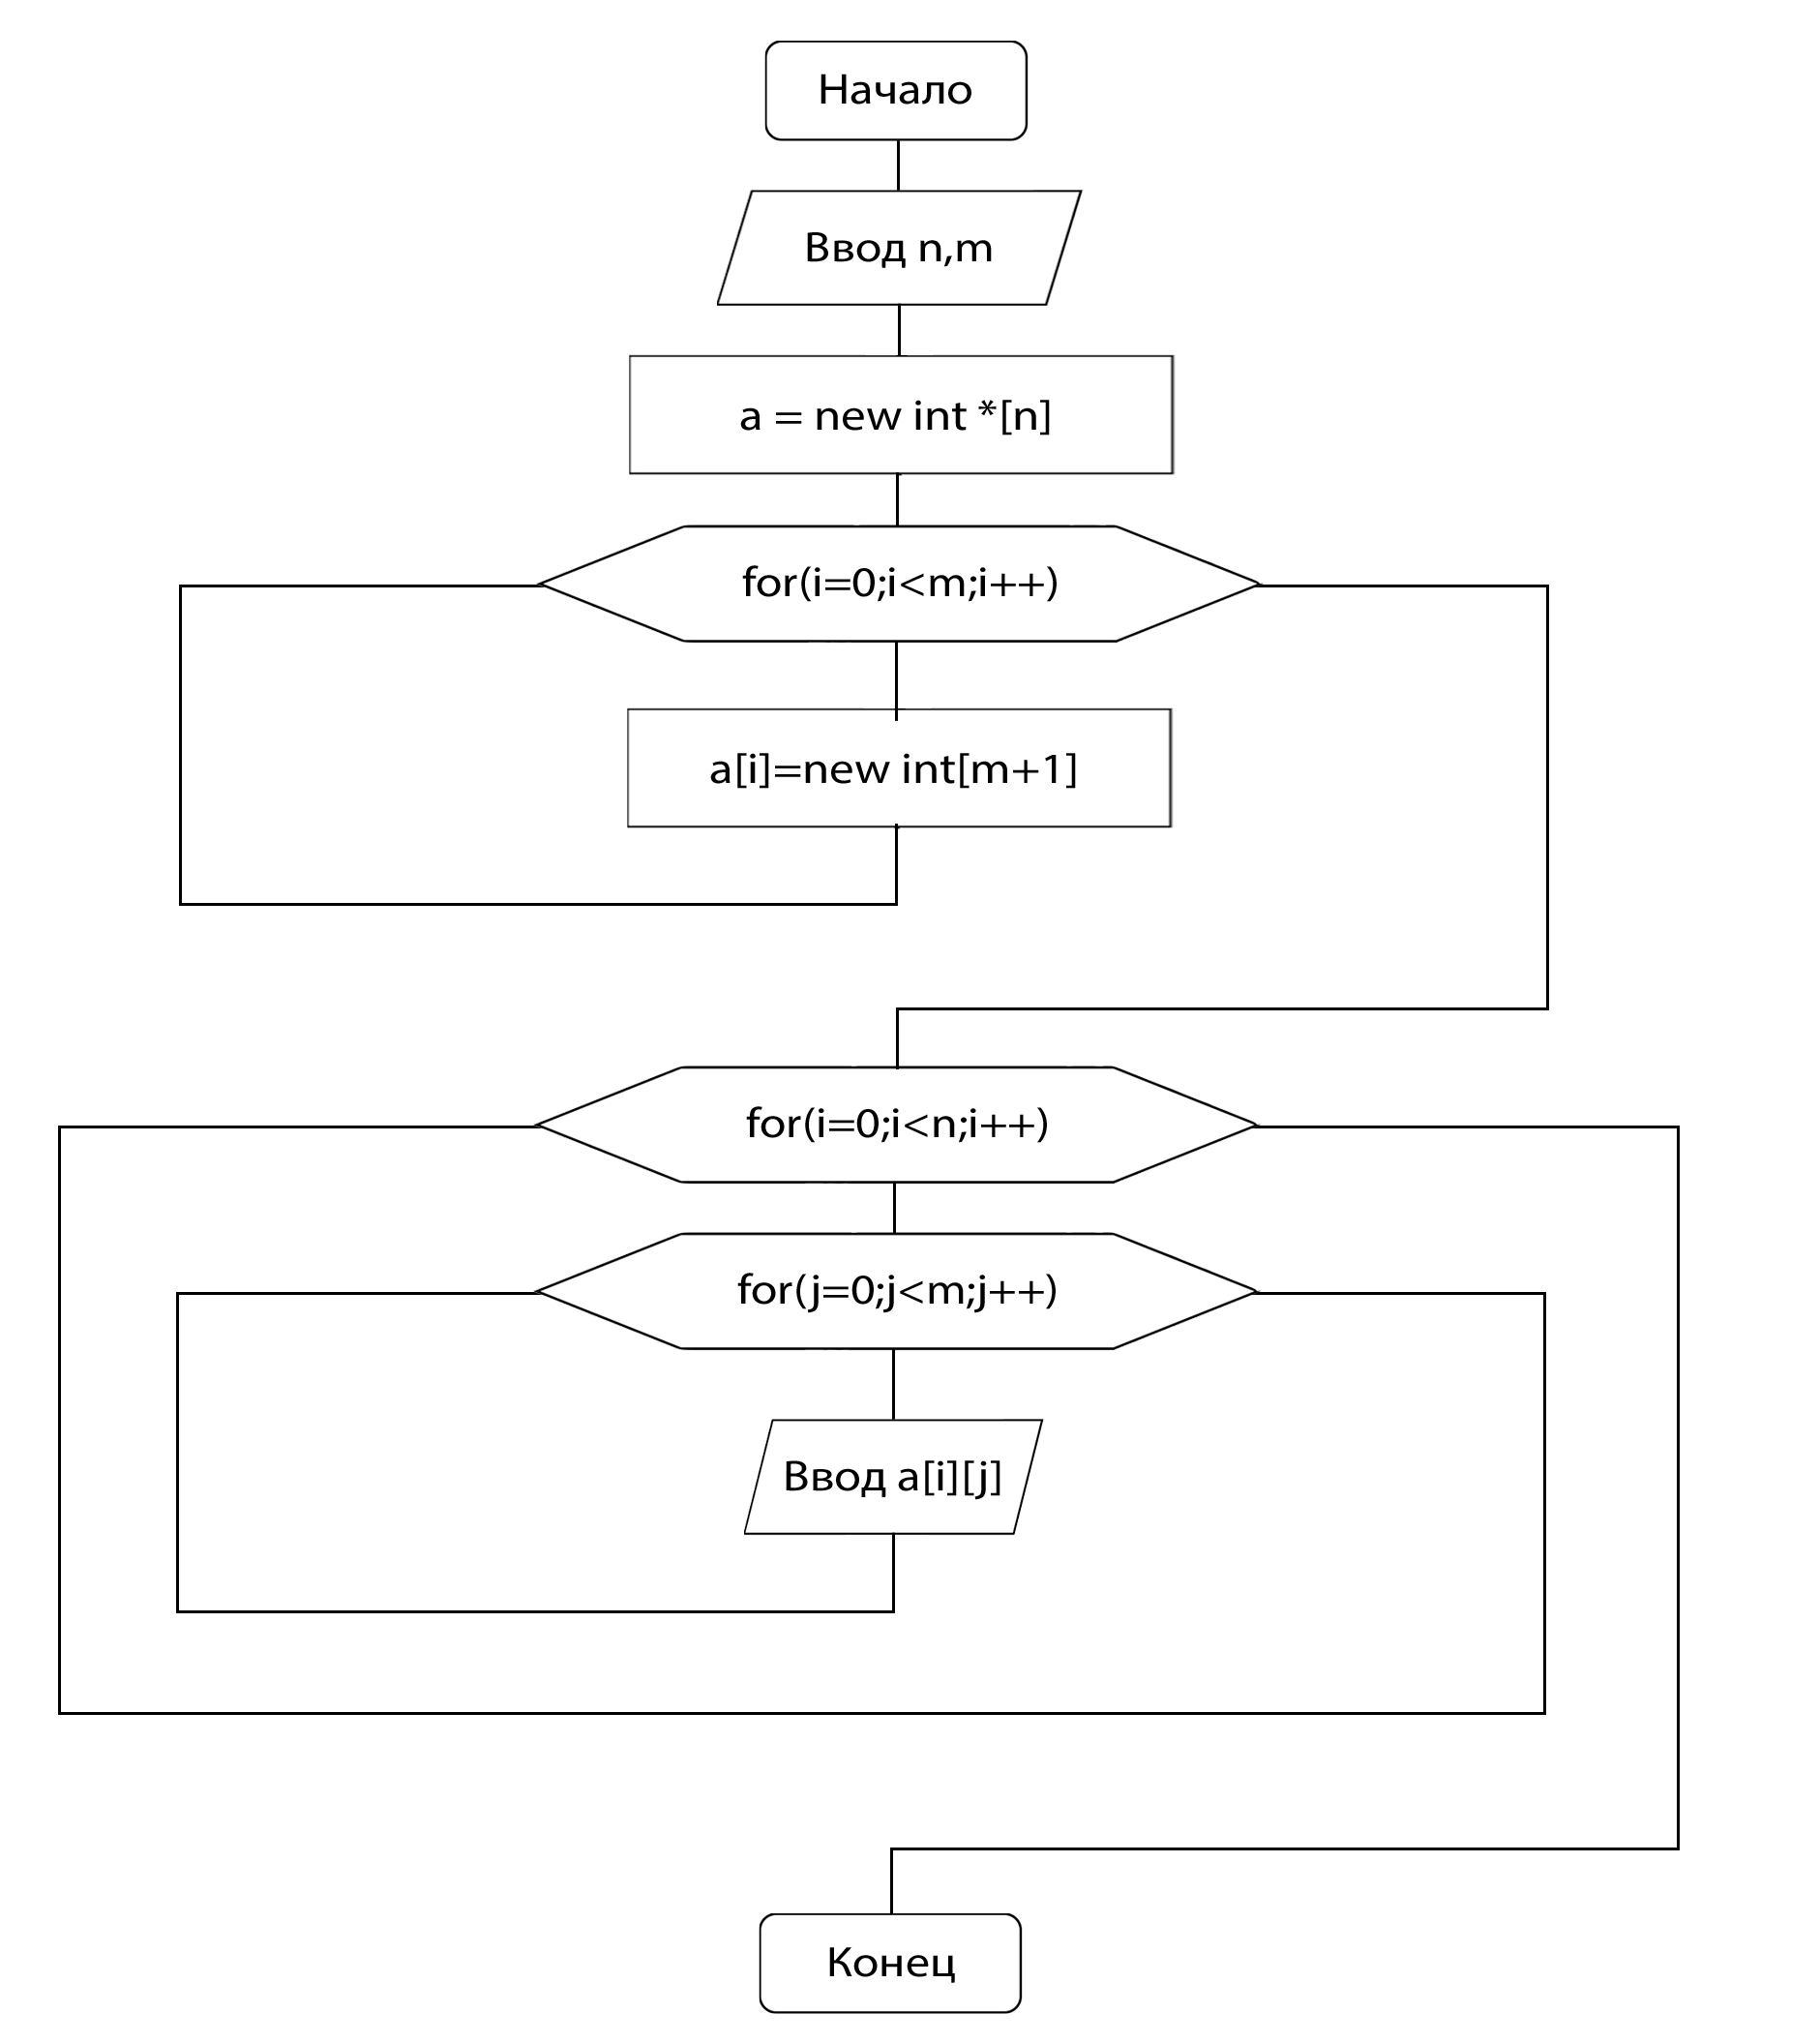 Начало
Ввод n,m
a = new int *[n]
for(i=0;i<m;i++)
a[i]=new int[m+1]
for(i=0;i<n;i++)
for(j=0;j<m;j++)
Ввод a[i][j]
Конец